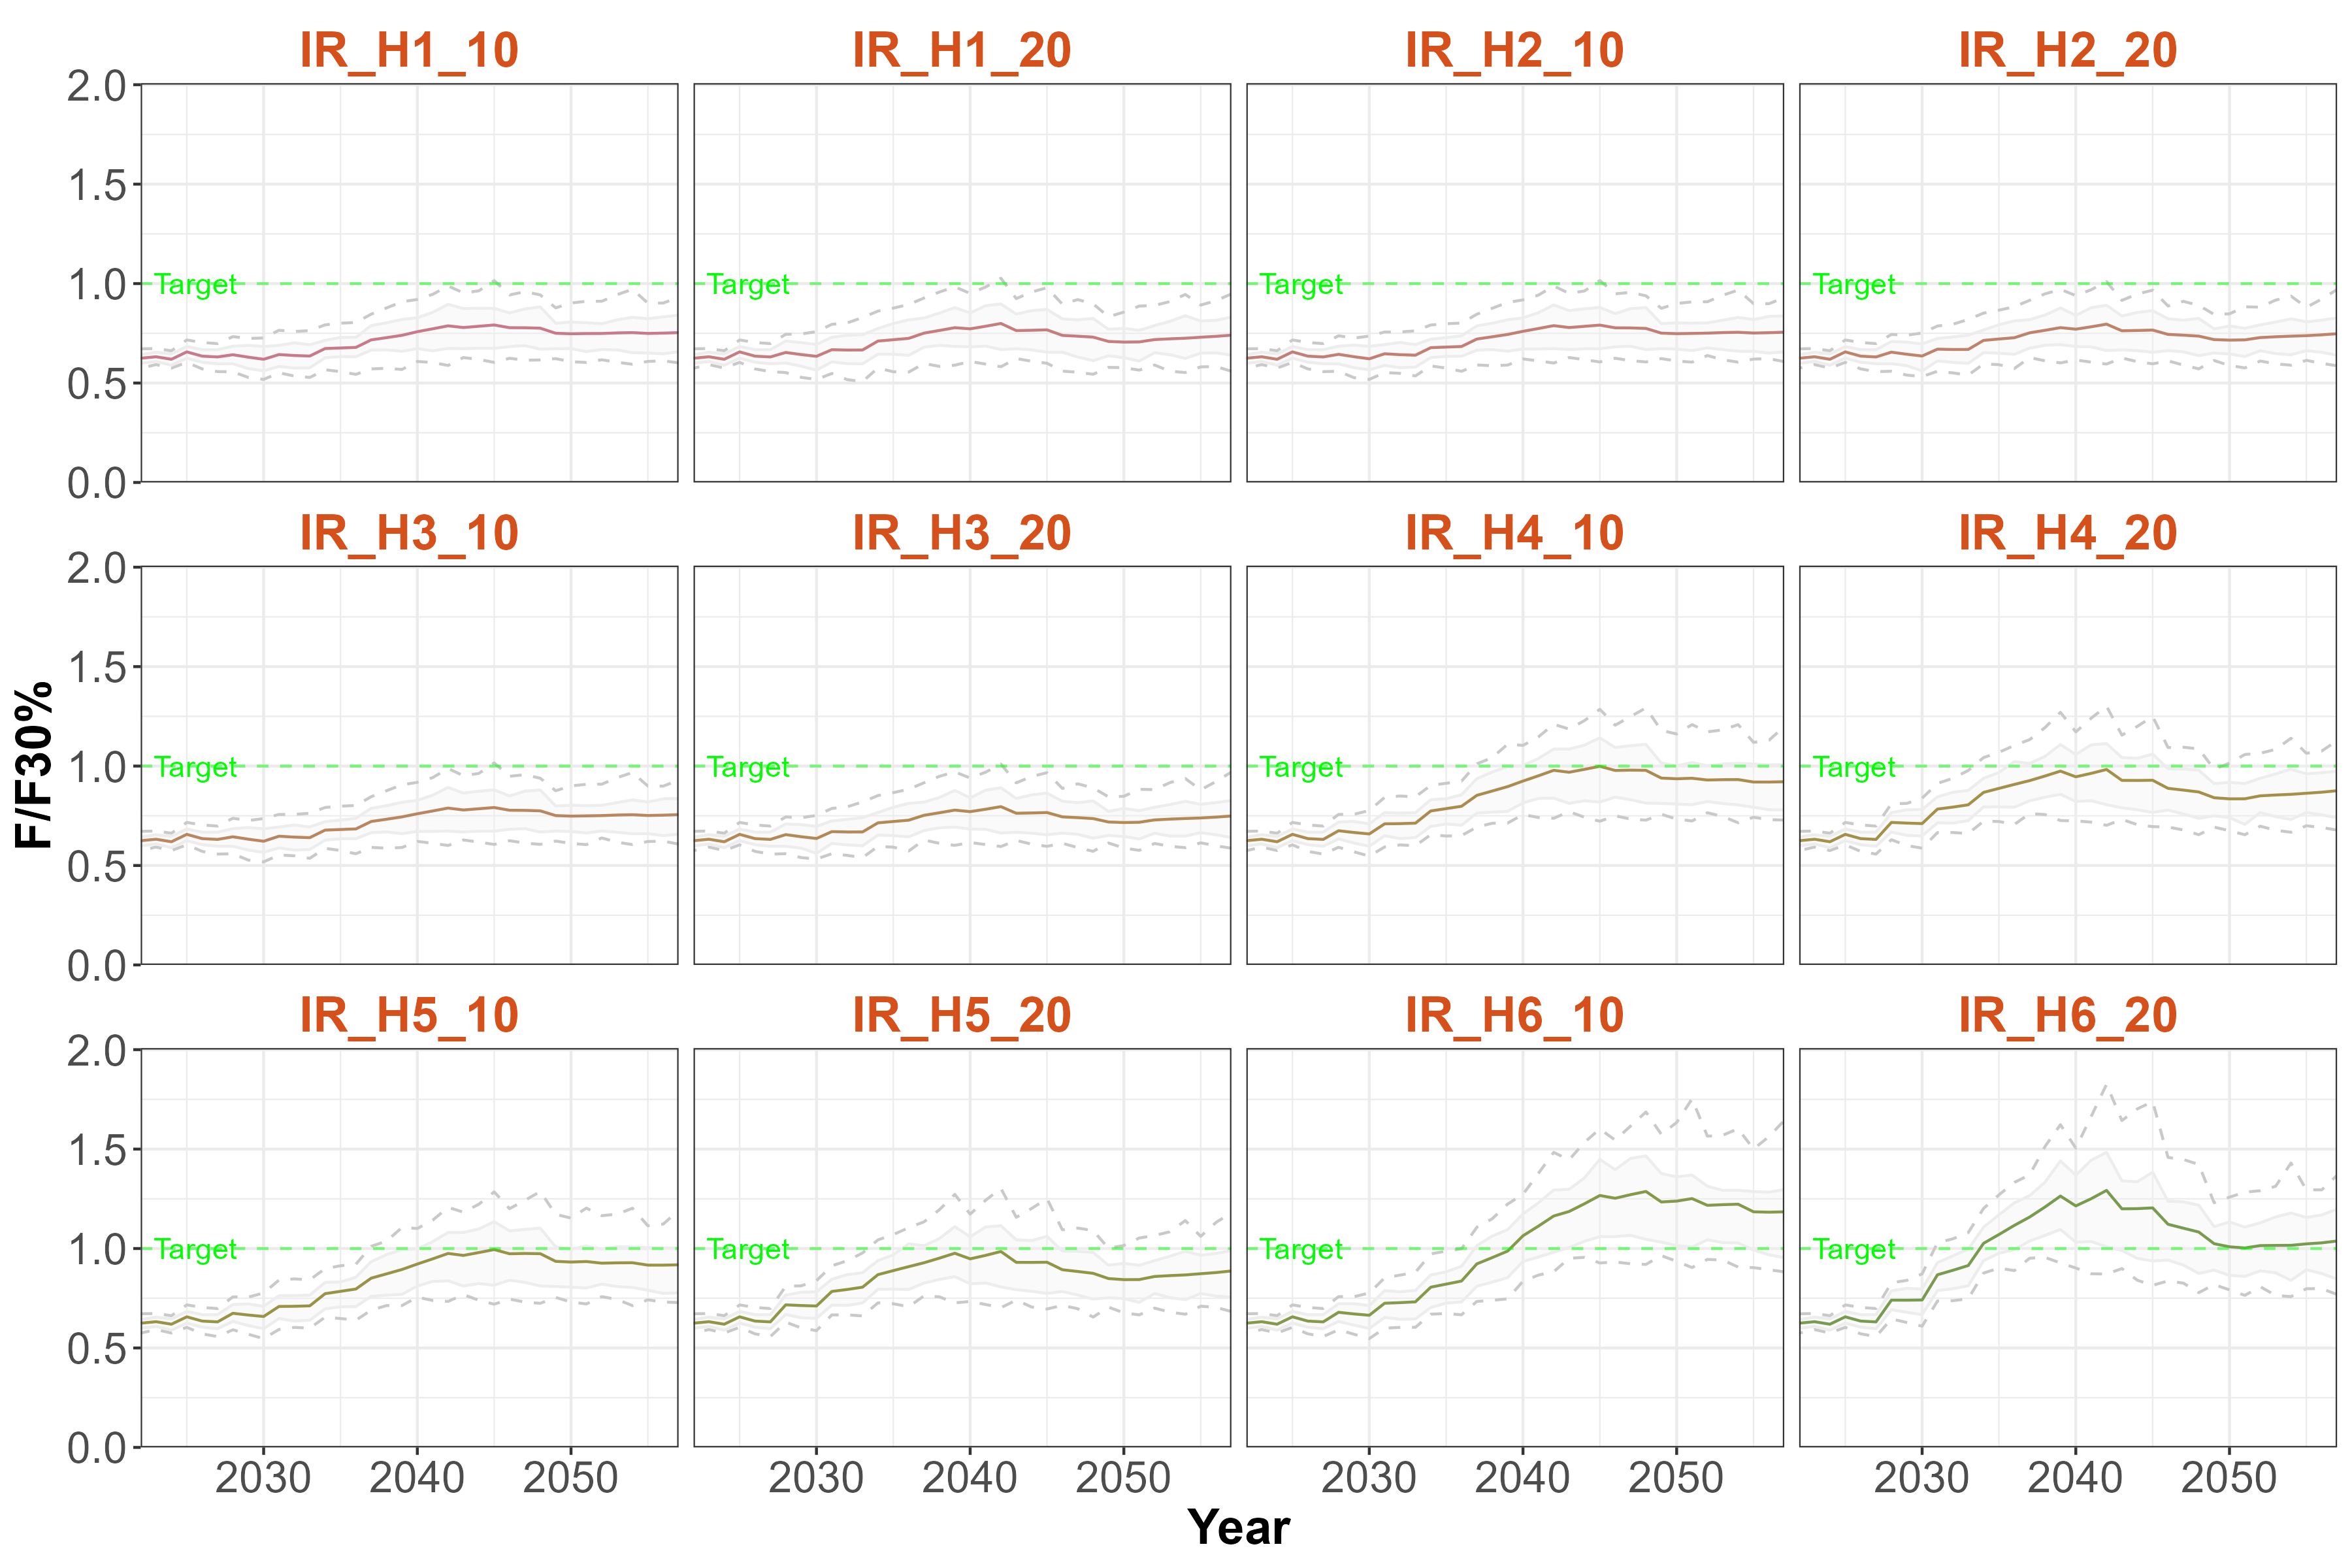 IR_H1_10 IR_H1_20 IR_H2_10 IR_H2_20
2.0
1.5
1.0
0.5
0.0
Target Target Target Target
IR_H3_10 IR_H3_20 IR_H4_10 IR_H4_20
2.0
1.5
1.0
0.5
0.0
Target Target Target Target
F/F30%
IR_H5_10 IR_H5_20 IR_H6_10 IR_H6_20
2.0
1.5
1.0
0.5
0.0
Target Target Target Target
2030 2040 2050 2030 2040 2050 2030 2040 2050 2030 2040 2050
Year